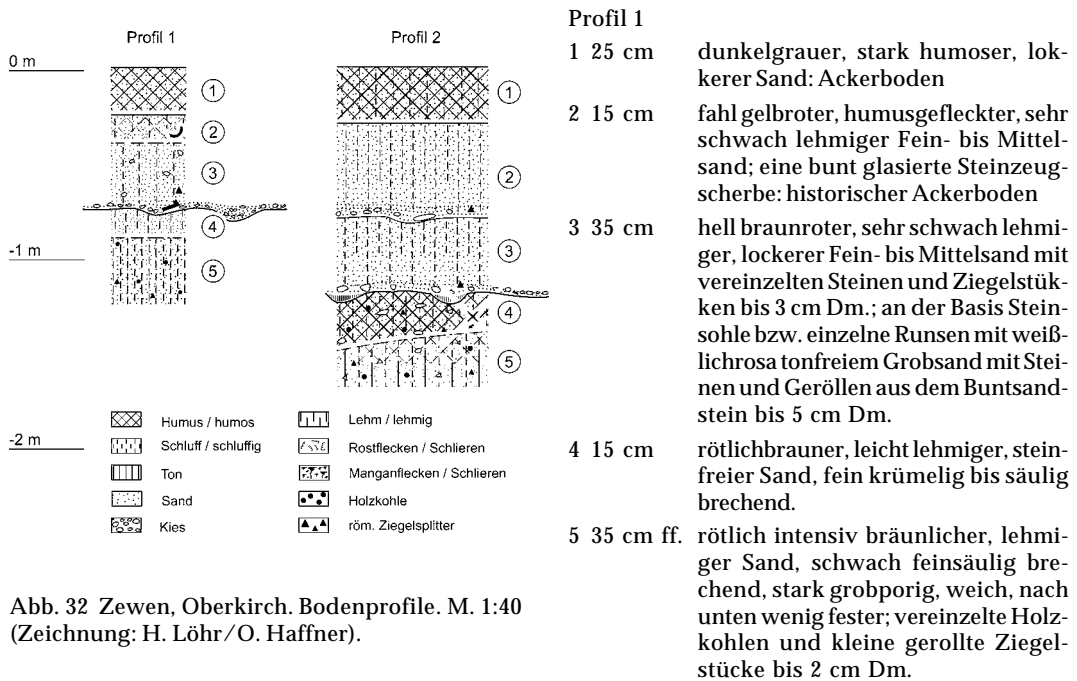 Profil 1
Profil 2
0 m
1
2
3
4
5
-1 m
1
2
3
4
5
-2 m
Humus / humos
Schluff / schluffig
Ton
Sand
Kies
Lehm / lehmig
Rostflecken / Schlieren
Manganflecken / Schlieren
Holzkohle
röm. Ziegelsplitter
Abb. 32 Zewen, Oberkirch. Bodenprofile. M. 1:40
(Zeichnung: H. Löhr/O. Haffner).
Profil 1
1 25 cm dunkelgrauer, stark humoser, lok-
kerer Sand: Ackerboden
2 15 cm fahl gelbroter, humusgefleckter, sehr
schwach lehmiger Fein- bis Mittel-
sand; eine bunt glasierte Steinzeug-
scherbe: historischer Ackerboden
3 35 cm hell braunroter, sehr schwach lehmi-
ger, lockerer Fein- bis Mittelsand mit
vereinzelten Steinen und Ziegelstük-
ken bis 3 cm Dm.; an der Basis Stein-
sohle bzw. einzelne Runsen mit weiß-
lichrosa tonfreiem Grobsand mit Stei-
nen und Geröllen aus dem Buntsand-
stein bis 5 cm Dm.
4 15 cm rötlichbrauner, leicht lehmiger, stein-
freier Sand, fein krümelig bis säulig
brechend.
5 35 cm ff. rötlich intensiv bräunlicher, lehmi-
ger Sand, schwach feinsäulig bre-
chend, stark grobporig, weich, nach
unten wenig fester; vereinzelte Holz-
kohlen und kleine gerollte Ziegel-
stücke bis 2 cm Dm.